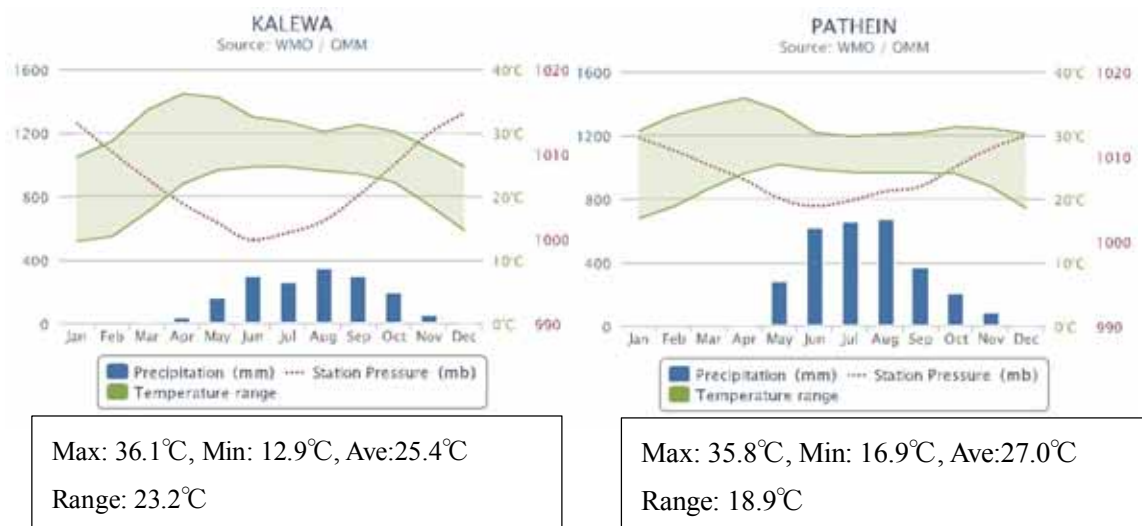 KALEWA
Source: WMO / OMM
1600 40℃ 1020
1200 30℃
1010
800 20℃
1000
400 10℃
0 0℃ 990
Jan Feb Mar Apr May Jun Jul Aug Sep Oct Nov Dec
Precipitation (mm) Station Pressure (mb)
Temperature range
Max: 36.1℃, Min: 12.9℃, Ave:25.4℃
Range: 23.2℃
PATHEIN
Source: WMO / OMM
1600 40℃ 1020
1200 30℃
1010
800 20℃
1000
400 10℃
0 0℃ 990
Jan Feb Mar Apr May Jun Jul Aug Sep Oct Nov Dec
Precipitation (mm) Station Pressure (mb)
Temperature range
Max: 35.8℃, Min: 16.9℃, Ave:27.0℃
Range: 18.9℃